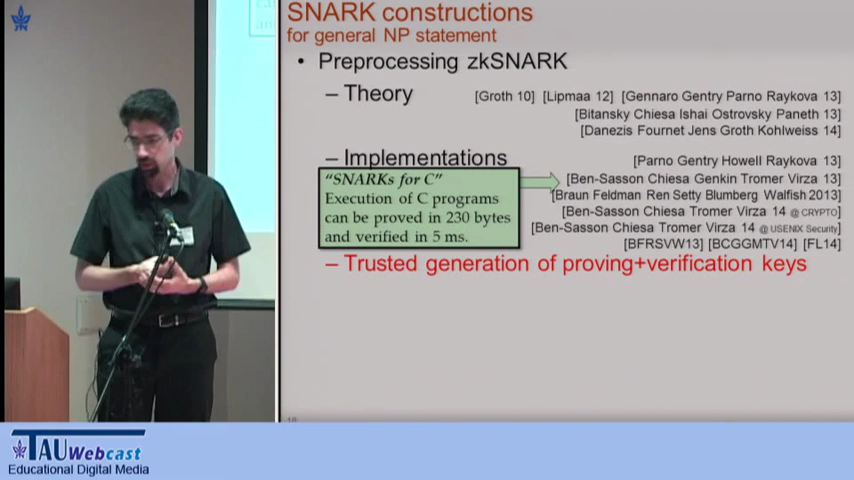 SNARK constructions
for general NP statement
• Preprocessing zkSNARK
– Theory
[Groth 10] [Lipmaa 12] [Gennaro Gentry Parno Raykova 13]
[Bitansky Chiesa Ishai Ostrovsky Paneth 13]
[Danezis Fournet Jens Groth Kohlweiss 14]
– Implementations
[Parno Gentry Howell Raykova 13]
"SNARKs for C"
Execution of C programs
can be proved in 230 bytes
and verified in 5 ms.
[Ben-Sasson Chiesa Genkin Tromer Virza 13]
[Braun Feldman Ren Setty Blumberg Walfish 2013]
[Ben-Sasson Chiesa Tromer Virza 14 @ CRYPTO]
[Ben-Sasson Chiesa Tromer Virza 14 @ USENIX Security]
[BFRSVW13] [BCGGMTV14] [FL14]
– Trusted generation of proving+verification keys
TAU Webcast
Educational Digital Media